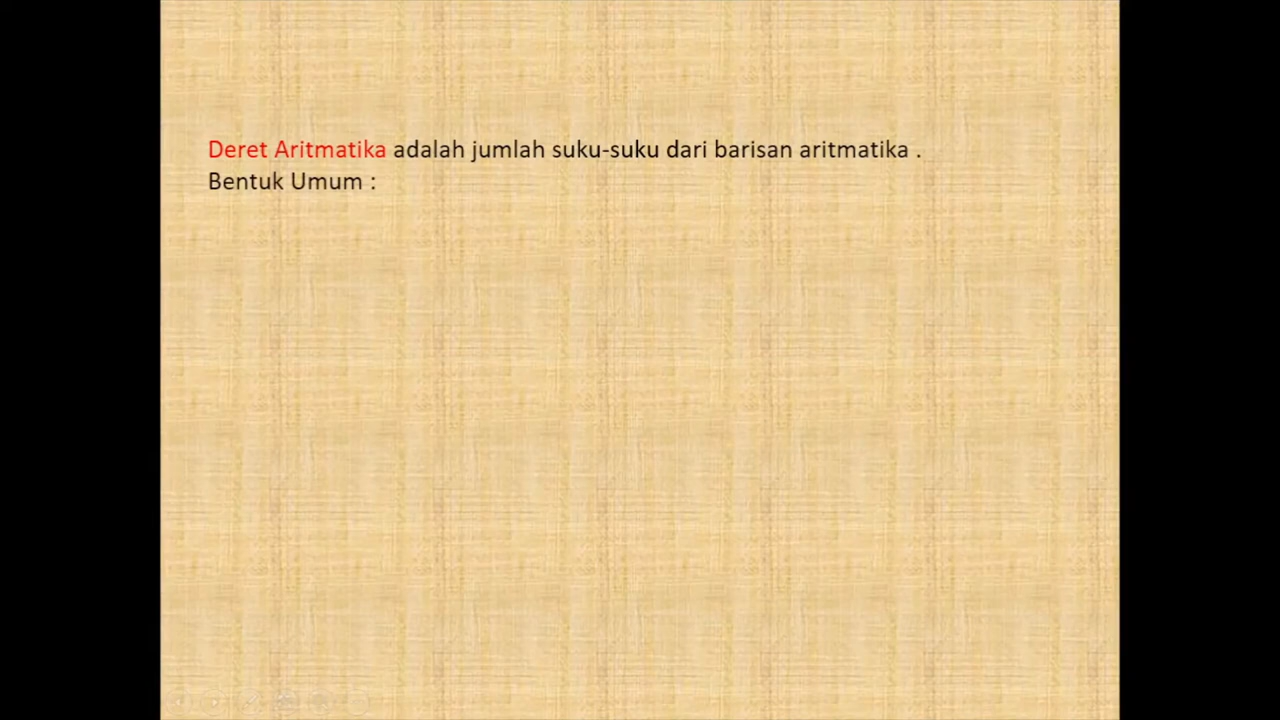 Deret Aritmatika adalah jumlah suku-suku dari barisan aritmatika .
Bentuk Umum :